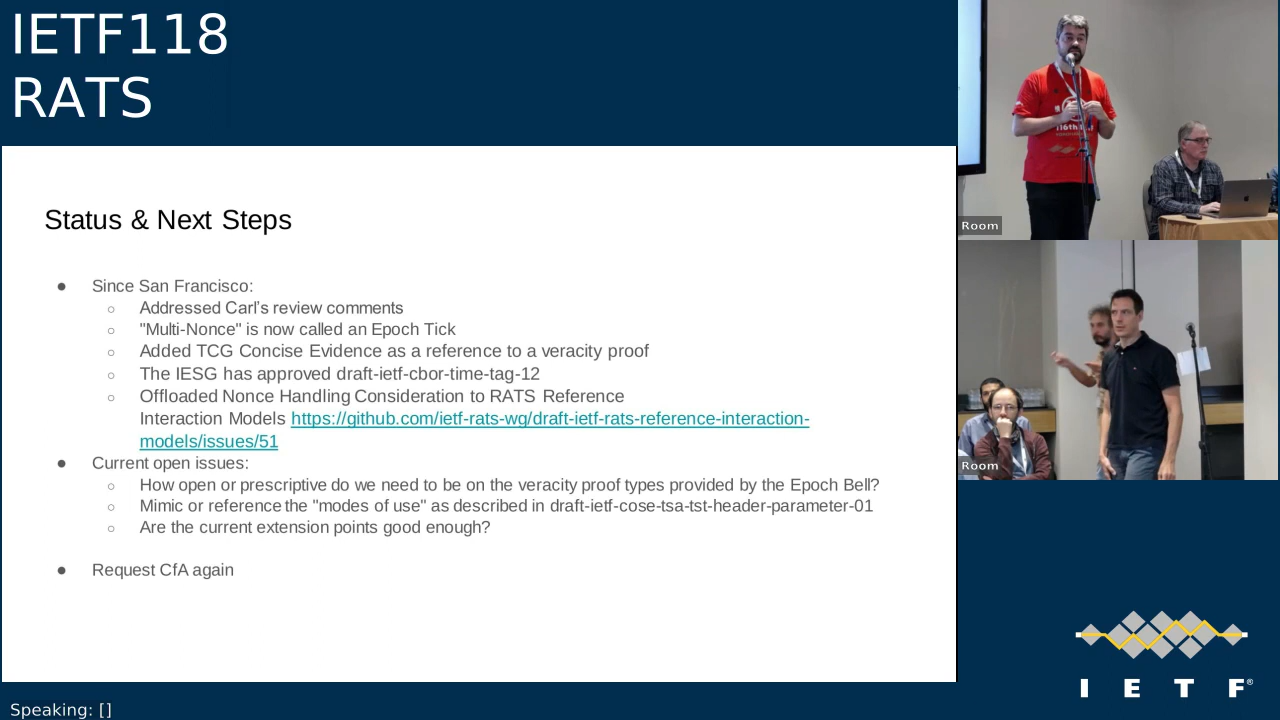 IETF118
RATS
Status & Next Steps
● Since San Francisco:
○ Addressed Carl's review comments
○ "Multi-Nonce" is now called an Epoch Tick
○ Added TCG Concise Evidence as a reference to a veracity proof
○ The IESG has approved draft-ietf-cbor-time-tag-12
○ Offloaded Nonce Handling Consideration to RATS Reference
Interaction Models https://github.com/ietf-rats-wg/draft-ietf-rats-reference-interaction-
models/issues/51
● Current open issues:
○ How open or prescriptive do we need to be on the veracity proof types provided by the Epoch Bell?
○ Mimic or reference the "modes of use" as described in draft-ietf-cose-tsa-tst-header-parameter-01
○ Are the current extension points good enough?
● Request CfA again
116th
Room
Room
I E T F®
Speaking: []